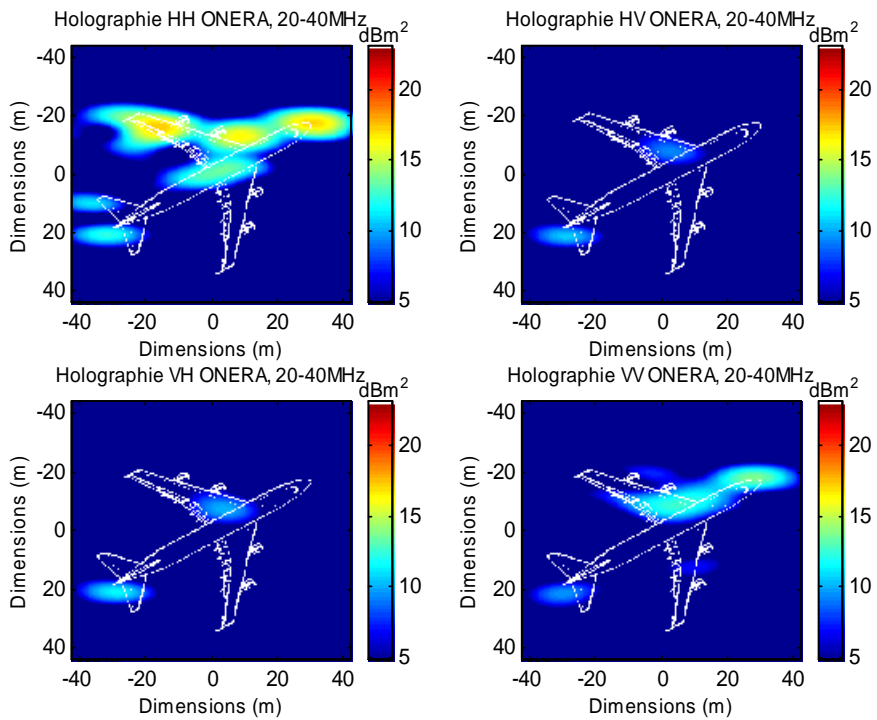 Holographie HH ONERA, 20-40MHz
dBm²
Dimensions (m)
-40
-20
0
20
40
20
15
10
5
-40 -20 0 20 40
Dimensions (m)
Holographie HV ONERA, 20-40MHz
dBm²
Dimensions (m)
-40
-20
0
20
40
20
15
10
5
-40 -20 0 20 40
Dimensions (m)
Holographie VH ONERA, 20-40MHz
dBm²
Dimensions (m)
-40
-20
0
20
40
20
15
10
5
-40 -20 0 20 40
Dimensions (m)
Holographie VV ONERA, 20-40MHz
dBm²
Dimensions (m)
-40
-20
0
20
40
20
15
10
5
-40 -20 0 20 40
Dimensions (m)